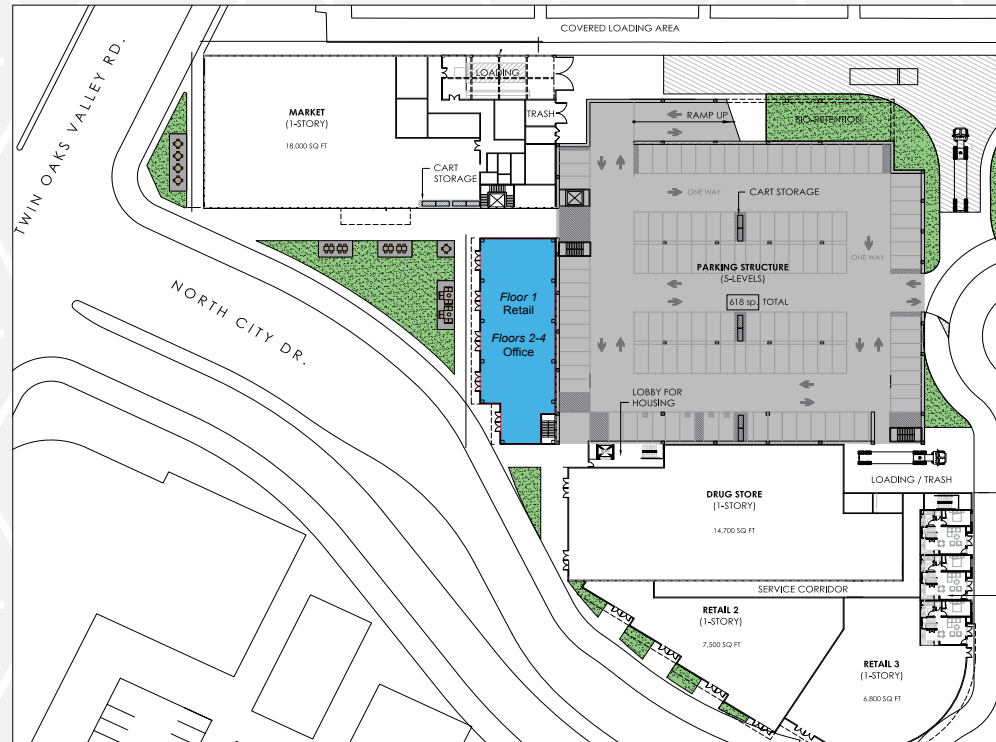 COVERED LOADING AREA
TWIN OAKS VALLEY RD.
LOADING
MARKET
(1-STORY)
18,000 SQ FT
TRASH
RAMP UP
BIO-RETENTION
CART
STORAGE
ONE WAY
CART STORAGE
ONE WAY
NORTH CITY DR.
PARKING STRUCTURE
(5-LEVELS)
618 sp. TOTAL
Floor 1
Retail
Floors 2-4
Office
LOBBY FOR
HOUSING
LOADING / TRASH
DRUG STORE
(1-STORY)
14,700 SQ FT
SERVICE CORRIDOR
RETAIL 2
(1-STORY)
7,500 SQ FT
RETAIL 3
(1-STORY)
6,800 SQ FT